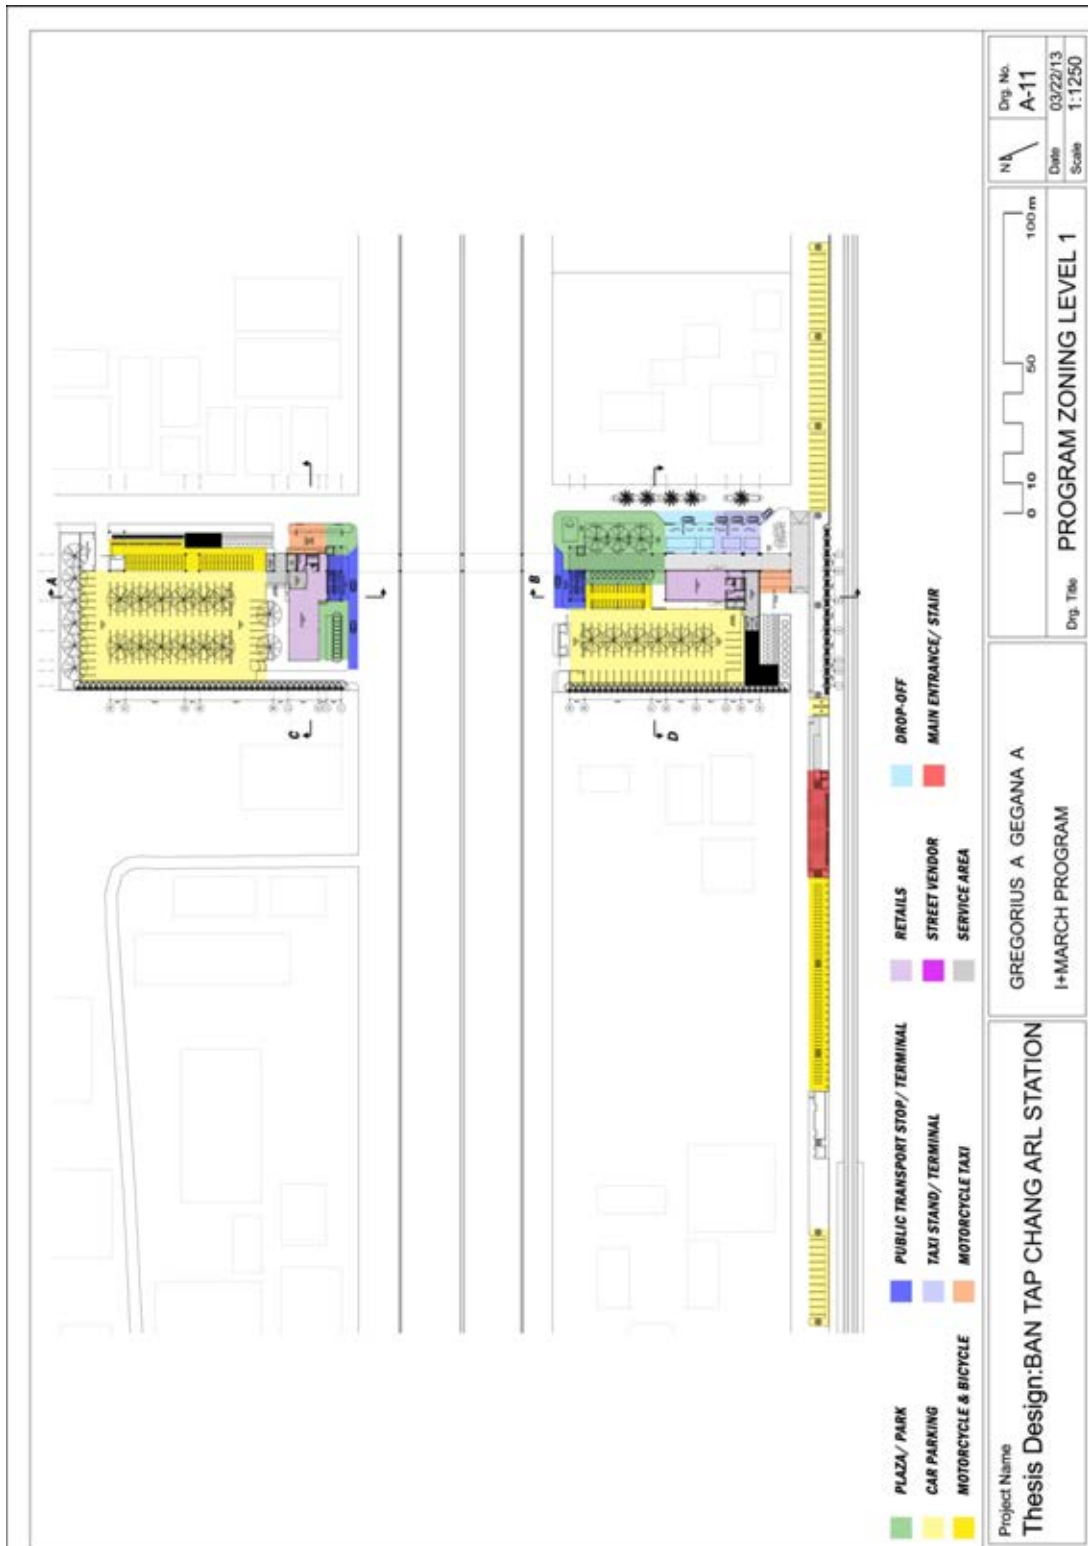 A
B
C
D
PLAZA/ PARK
CAR PARKING
MOTORCYCLE & BICYCLE
PUBLIC TRANSPORT STOP/ TERMINAL
TAXI STAND/ TERMINAL
MOTORCYCLE TAXI
RETAILS
STREET VENDOR
SERVICE AREA
DROP-OFF
MAIN ENTRANCE/ STAIR
Project Name
Thesis Design:BAN TAP CHANG ARL STATION
GREGORIUS A GEGANA A
I+MARCH PROGRAM
0 10 50 100 m
Drg. Title PROGRAM ZONING LEVEL 1
N
Drg. No.
A-11
Date 03/22/13
Scale 1:1250